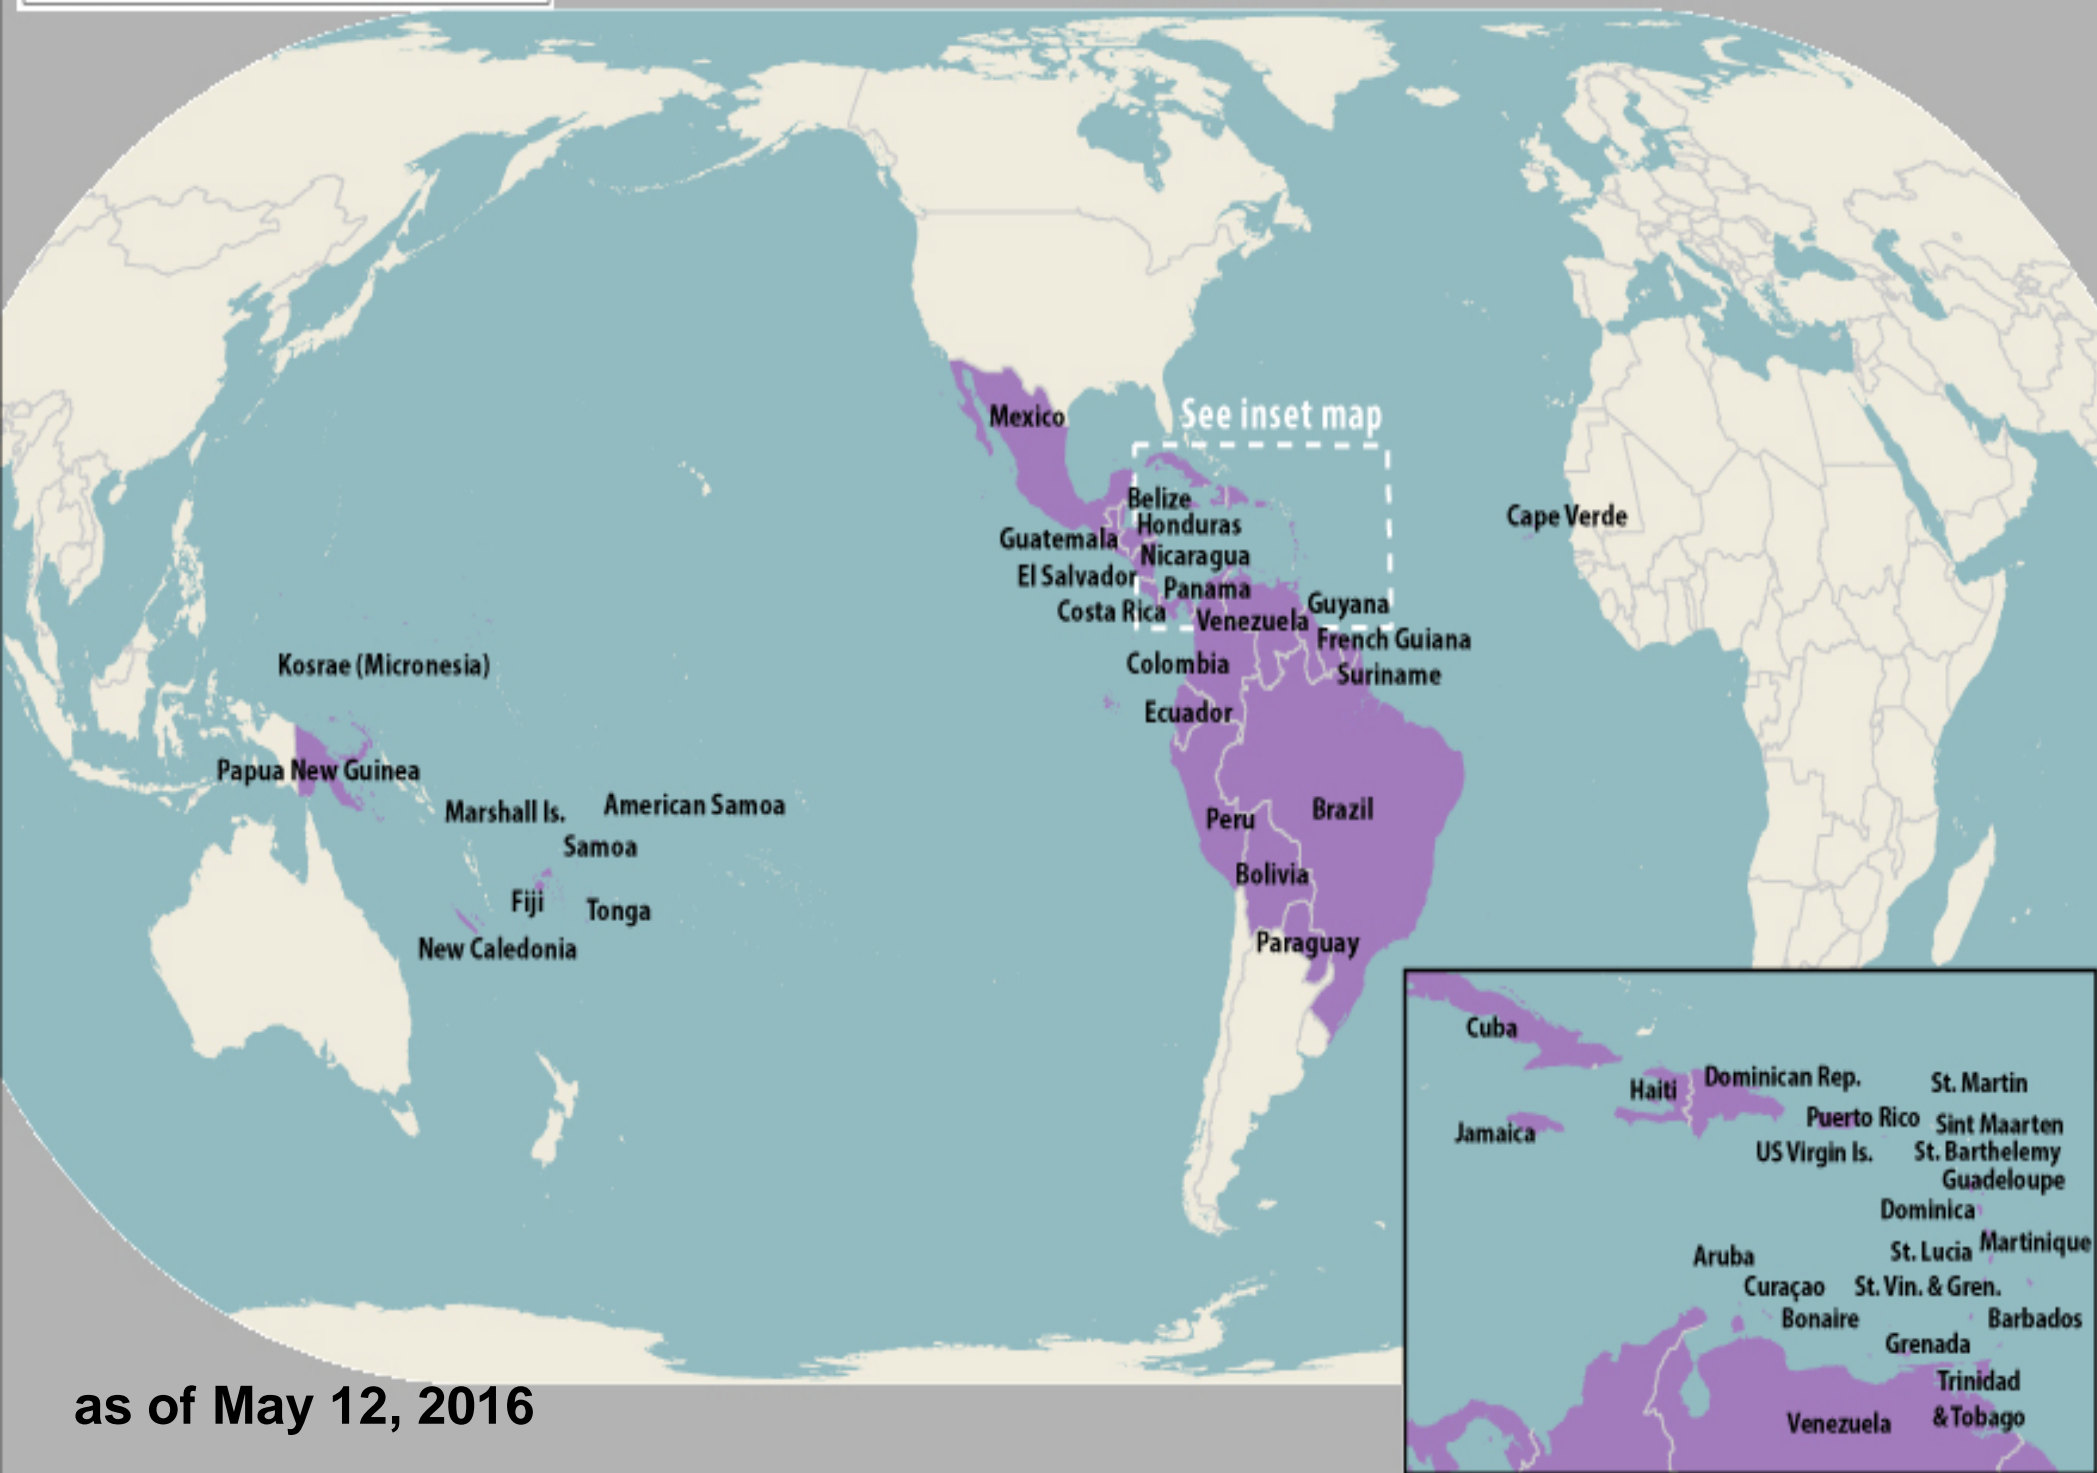 See inset map
Mexico
Belize
Honduras
Guatemala
Nicaragua
El Salvador
Panama
Costa Rica
Venezuela
Guyana
French Guiana
Colombia
Suriname
Ecuador
Peru
Brazil
Bolivia
Paraguay
Cape Verde
Kosrae (Micronesia)
Papua New Guinea
Marshall Is.
American Samoa
Samoa
Fiji
Tonga
New Caledonia
Cuba
Haiti
Dominican Rep.
St. Martin
Jamaica
Puerto Rico
Sint Maarten
US Virgin Is.
St. Barthelemy
Guadeloupe
Dominica
Martinique
Aruba
St. Lucia
Curaçao
St. Vin. & Gren.
Bonaire
Barbados
Grenada
Trinidad
& Tobago
Venezuela
as of May 12, 2016